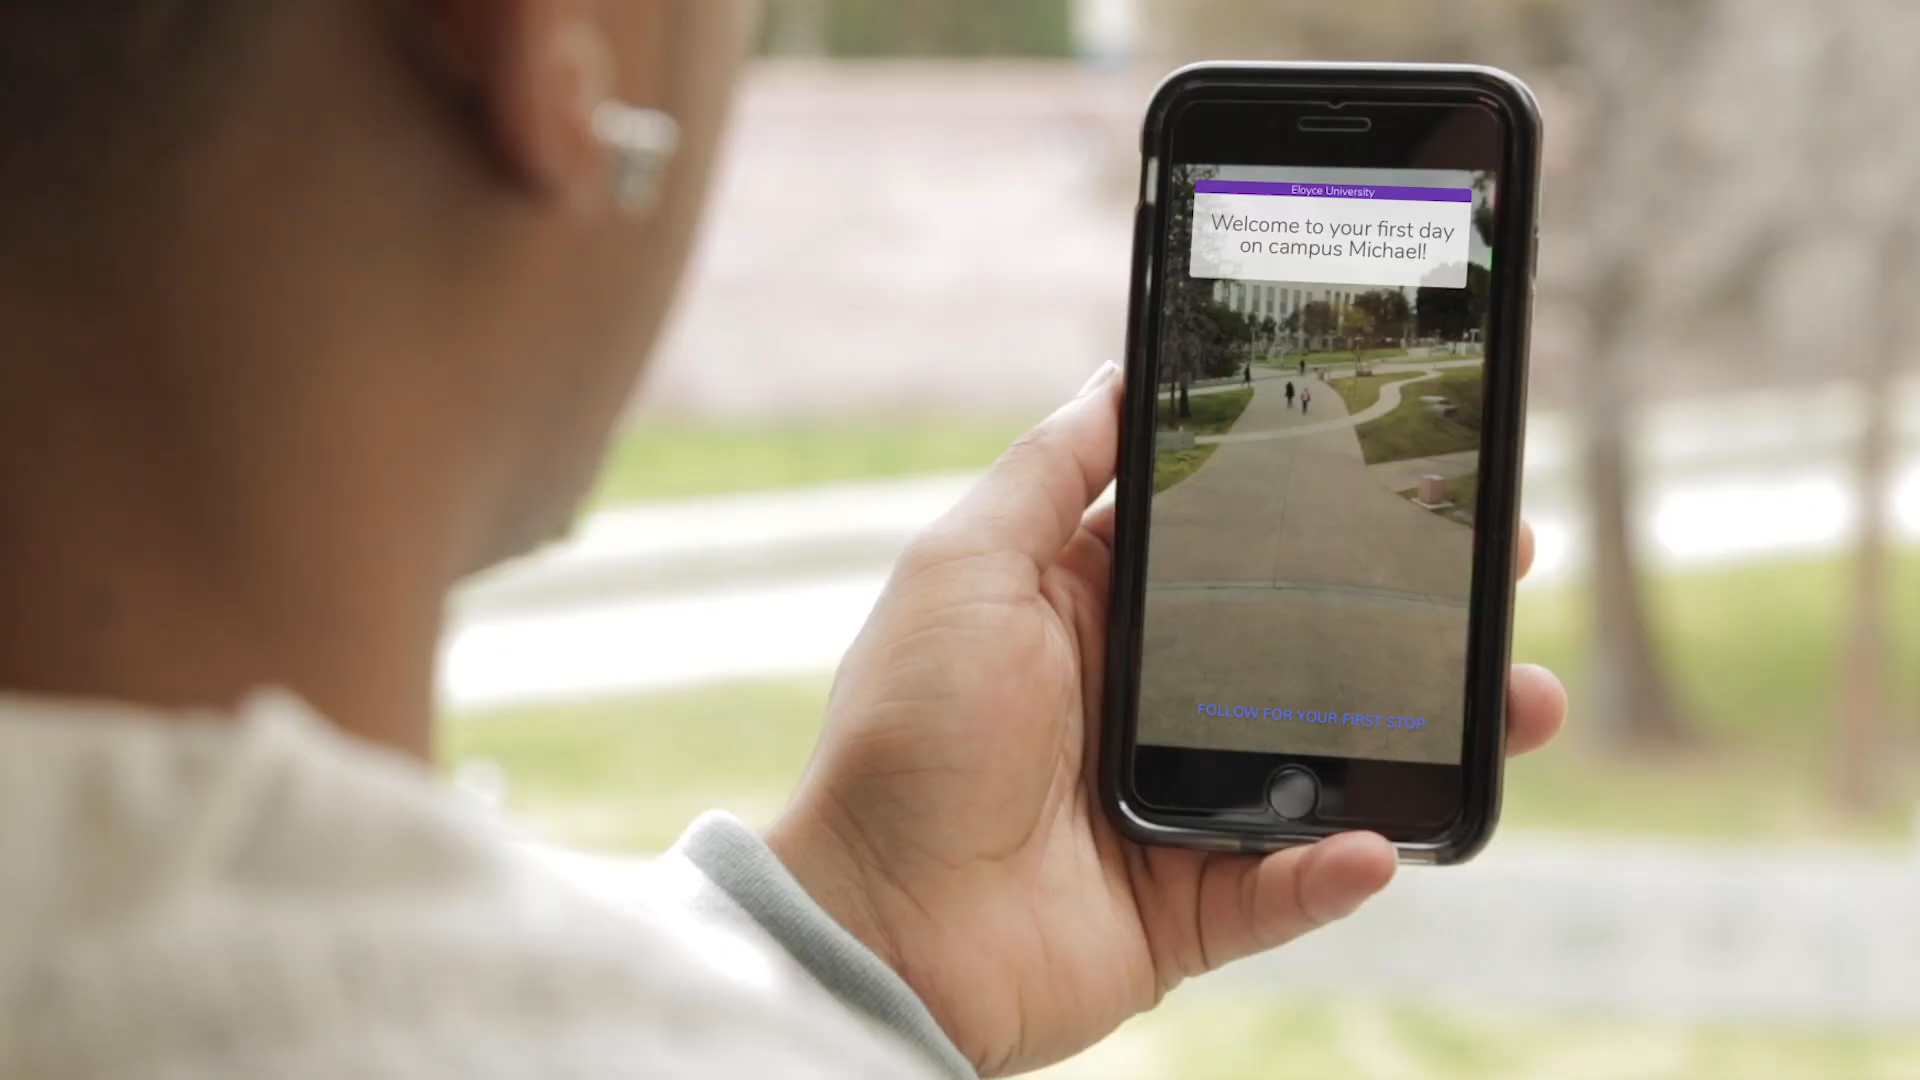 Eloyce University
Welcome to your first day
on campus Michael!
FOLLOW FOR YOUR FIRST STOP